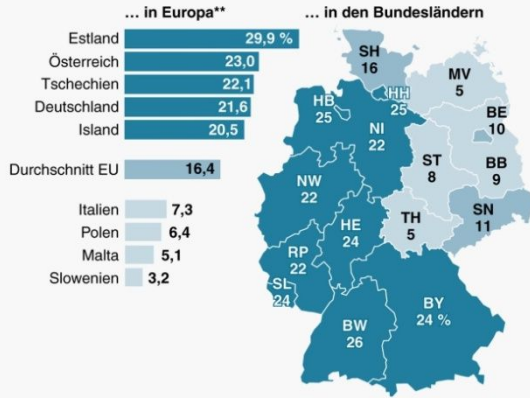 ... in Europa**
Estland 29,9 %
Österreich 23,0
Tschechien 22,1
Deutschland 21,6
Island 20,5
Durchschnitt EU 16,4
Italien 7,3
Polen 6,4
Malta 5,1
Slowenien 3,2
... in den Bundesländern
SH
16
MV
5
HH
25
HB
25
BE
10
NI
22
ST
8
BB
9
NW
22
SN
11
TH
5
HE
24
RP
22
SL
24
BY
24 %
BW
26